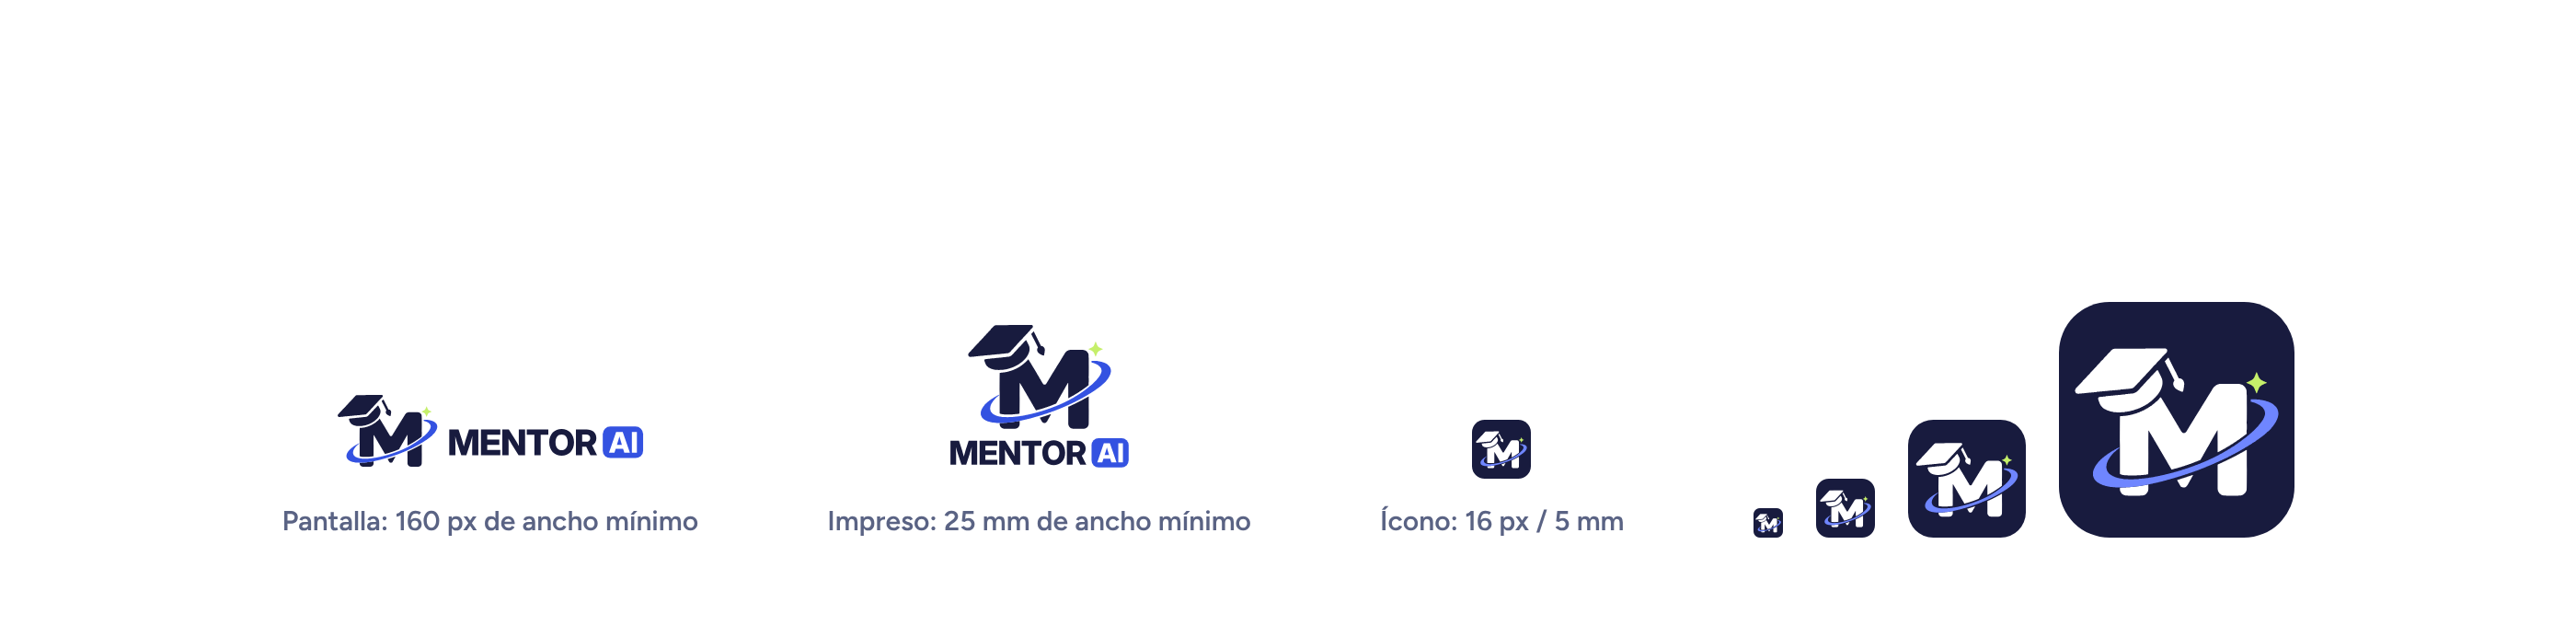 MENTOR AI
Pantalla: 160 px de ancho mínimo
MENTOR AI
Impreso: 25 mm de ancho mínimo
M
Ícono: 16 px / 5 mm
M
M
M
M